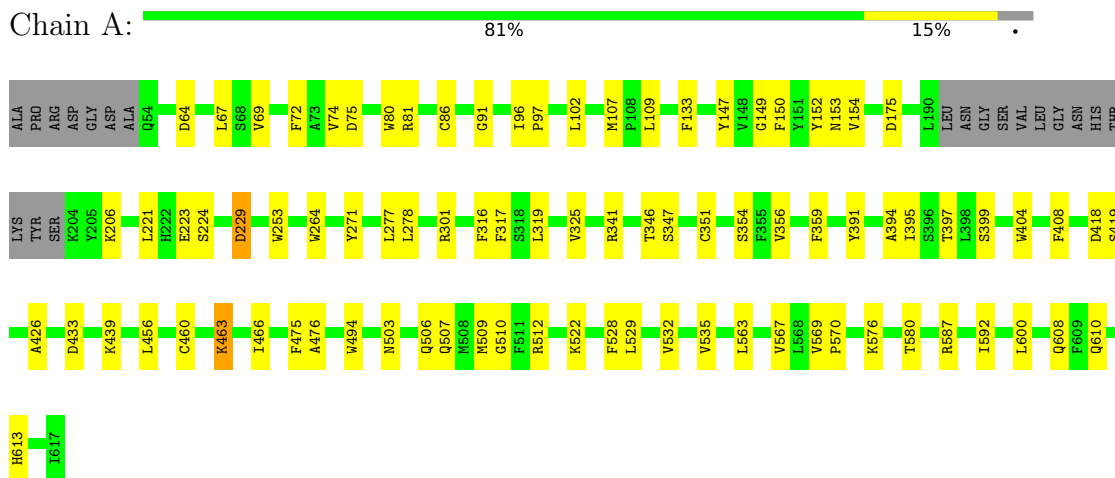 Chain A:
81% 15% •
ALA PRO ARG ASP GLY ASP ASP ALA Q54 D64 L67 S68 V69 F72 A73 V74 D75 W80 R81 C86 G91 I96 P97 L102 M107 P108 L109 F133 Y147 V148 G149 F150 Y151 Y152 N153 V154 D175 L190 LEU ASN GLY SER VAL LEU GLY ASN HIS THR
LYS TYR SER K204 Y205 K206 L221 H222 E223 S224 D229 W253 W264 Y271 L277 L278 R301 F316 F317 S318 L319 V325 R341 T346 S347 C351 S354 F355 V356 F359 Y391 A394 I395 S396 T397 L398 S399 W404 F408 D418 S419
A426 D433 K439 L456 C460 K463 I466 F475 A476 W494 N503 Q506 Q507 M508 M509 G510 F511 R512 K522 F528 L529 V532 V535 L563 V567 L568 V569 P570 K576 T580 R587 I592 L600 Q608 F609 Q610
H613 I617